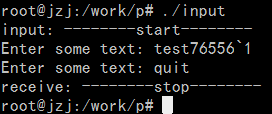 root@jzj:/work/p# ./input
input: --------start--------
Enter some text: test76556`1
Enter some text: quit
receive: --------stop--------
root@jzj:/work/p#